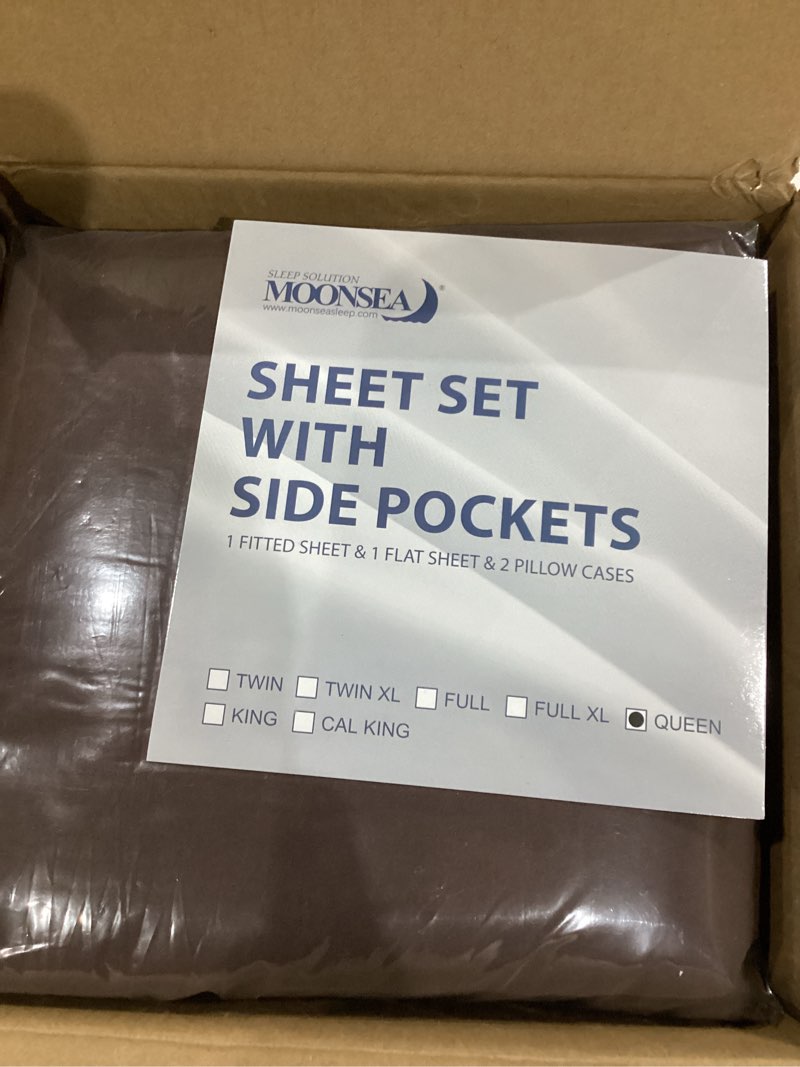 SLEEP SOLUTION
MOONSEA®
www.moonseasleep.com
SHEET SET
WITH
SIDE POCKETS
1 FITTED SHEET & 1 FLAT SHEET & 2 PILLOW CASES
TWIN TWIN XL FULL FULL XL QUEEN
KING CAL KING